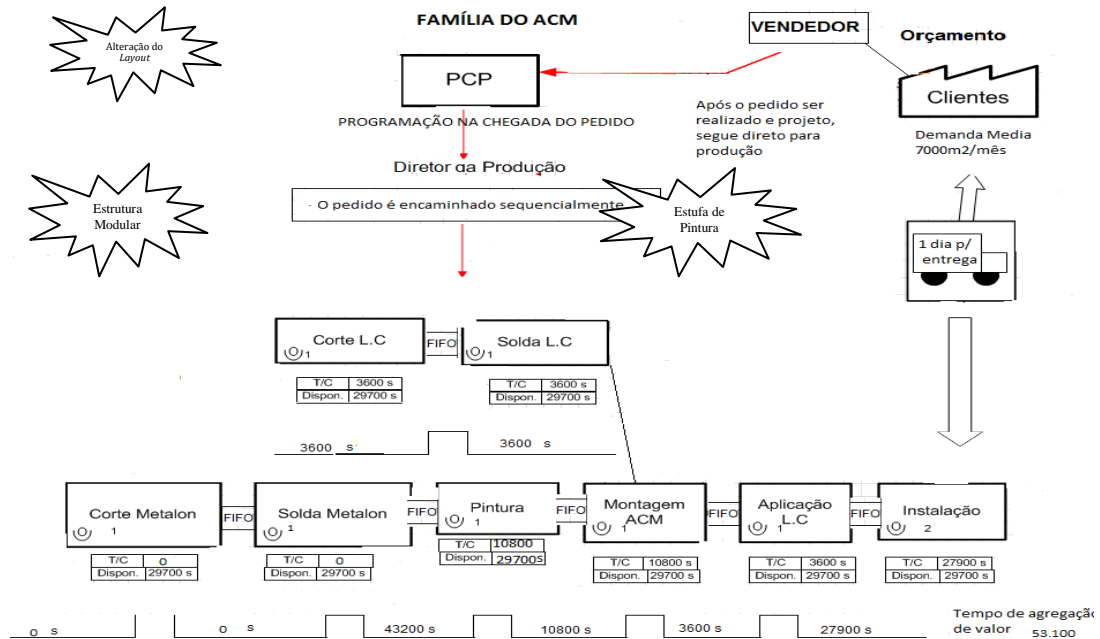 FAMÍLIA DO ACM
VENDEDOR
Orçamento
Alteração do
Layout
PCP
Clientes
PROGRAMAÇÃO NA CHEGADA DO PEDIDO
Após o pedido ser
realizado e projeto,
segue direto para
produção
Demanda Media
7000m2/mês
Diretor da Produção
Estrutura
Modular
- O pedido é encaminhado sequencialmente
Estufa de
Pintura
1 dia p/
entrega
Corte L.C
1
FIFO
Solda L.C
1
T/C 3600 s
Dispon. 29700 s
T/C 3600 s
Dispon. 29700 s
3600 s
3600 s
Corte Metalon
1
FIFO
Solda Metalon
1
FIFO
Pintura
1
FIFO
Montagem
ACM
1
FIFO
Aplicação
L.C
1
FIFO
Instalação
2
T/C 0
Dispon. 29700 s
T/C 0
Dispon. 29700 s
T/C 10800
Dispon. 29700s
T/C 10800 s
Dispon. 29700 s
T/C 3600 s
Dispon. 29700 s
T/C 27900 s
Dispon. 29700 s
0 s
0 s
43200 s
10800 s
3600 s
27900 s
Tempo de agregação
de valor 53.100